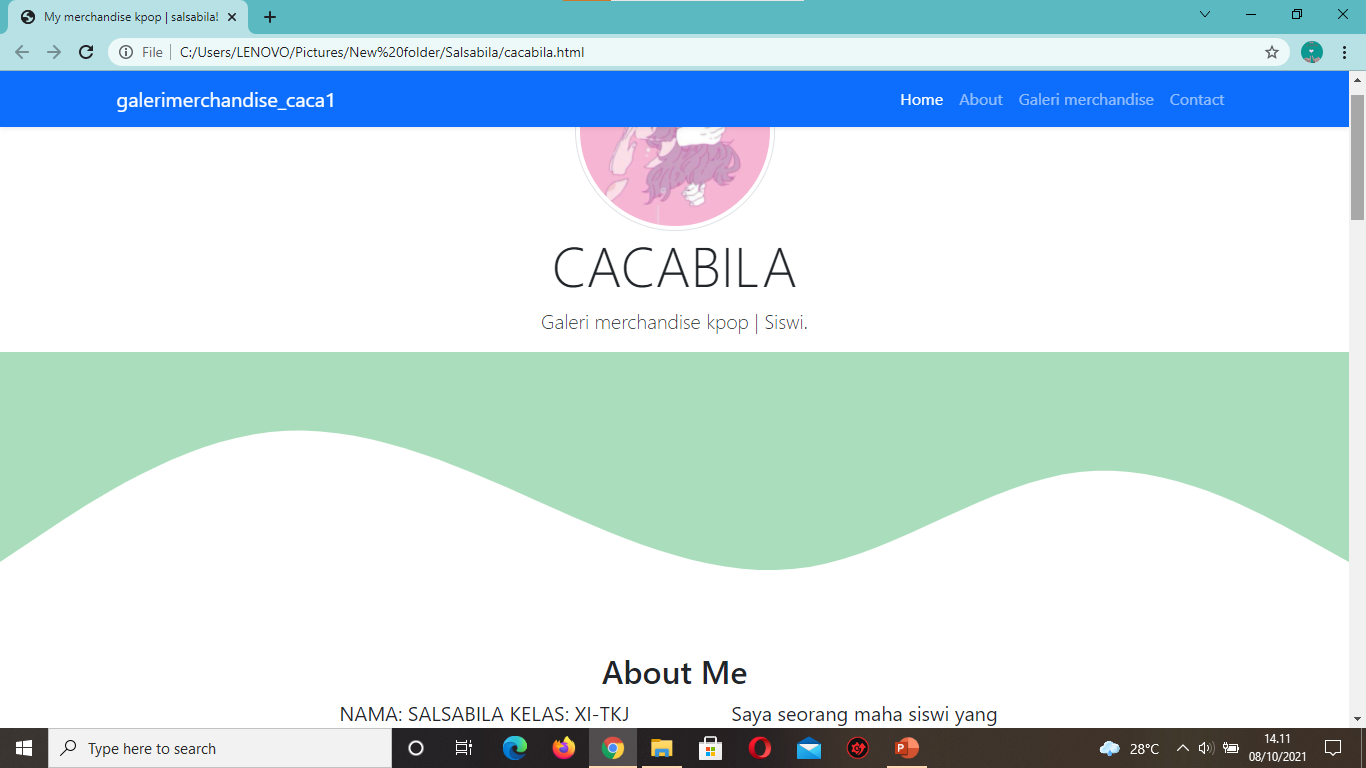 My merchandise kpop | salsabila!
File
C:/Users/LENOVO/Pictures/New%20folder/Salsabila/cacabila.html
galerimerchandise_caca1
Home About Galeri merchandise Contact
CACABILA
Galeri merchandise kpop | Siswi.
About Me
NAMA: SALSABILA KELAS: XI-TKJ
Saya seorang maha siswi yang
Type here to search
28°C
14.11
08/10/2021